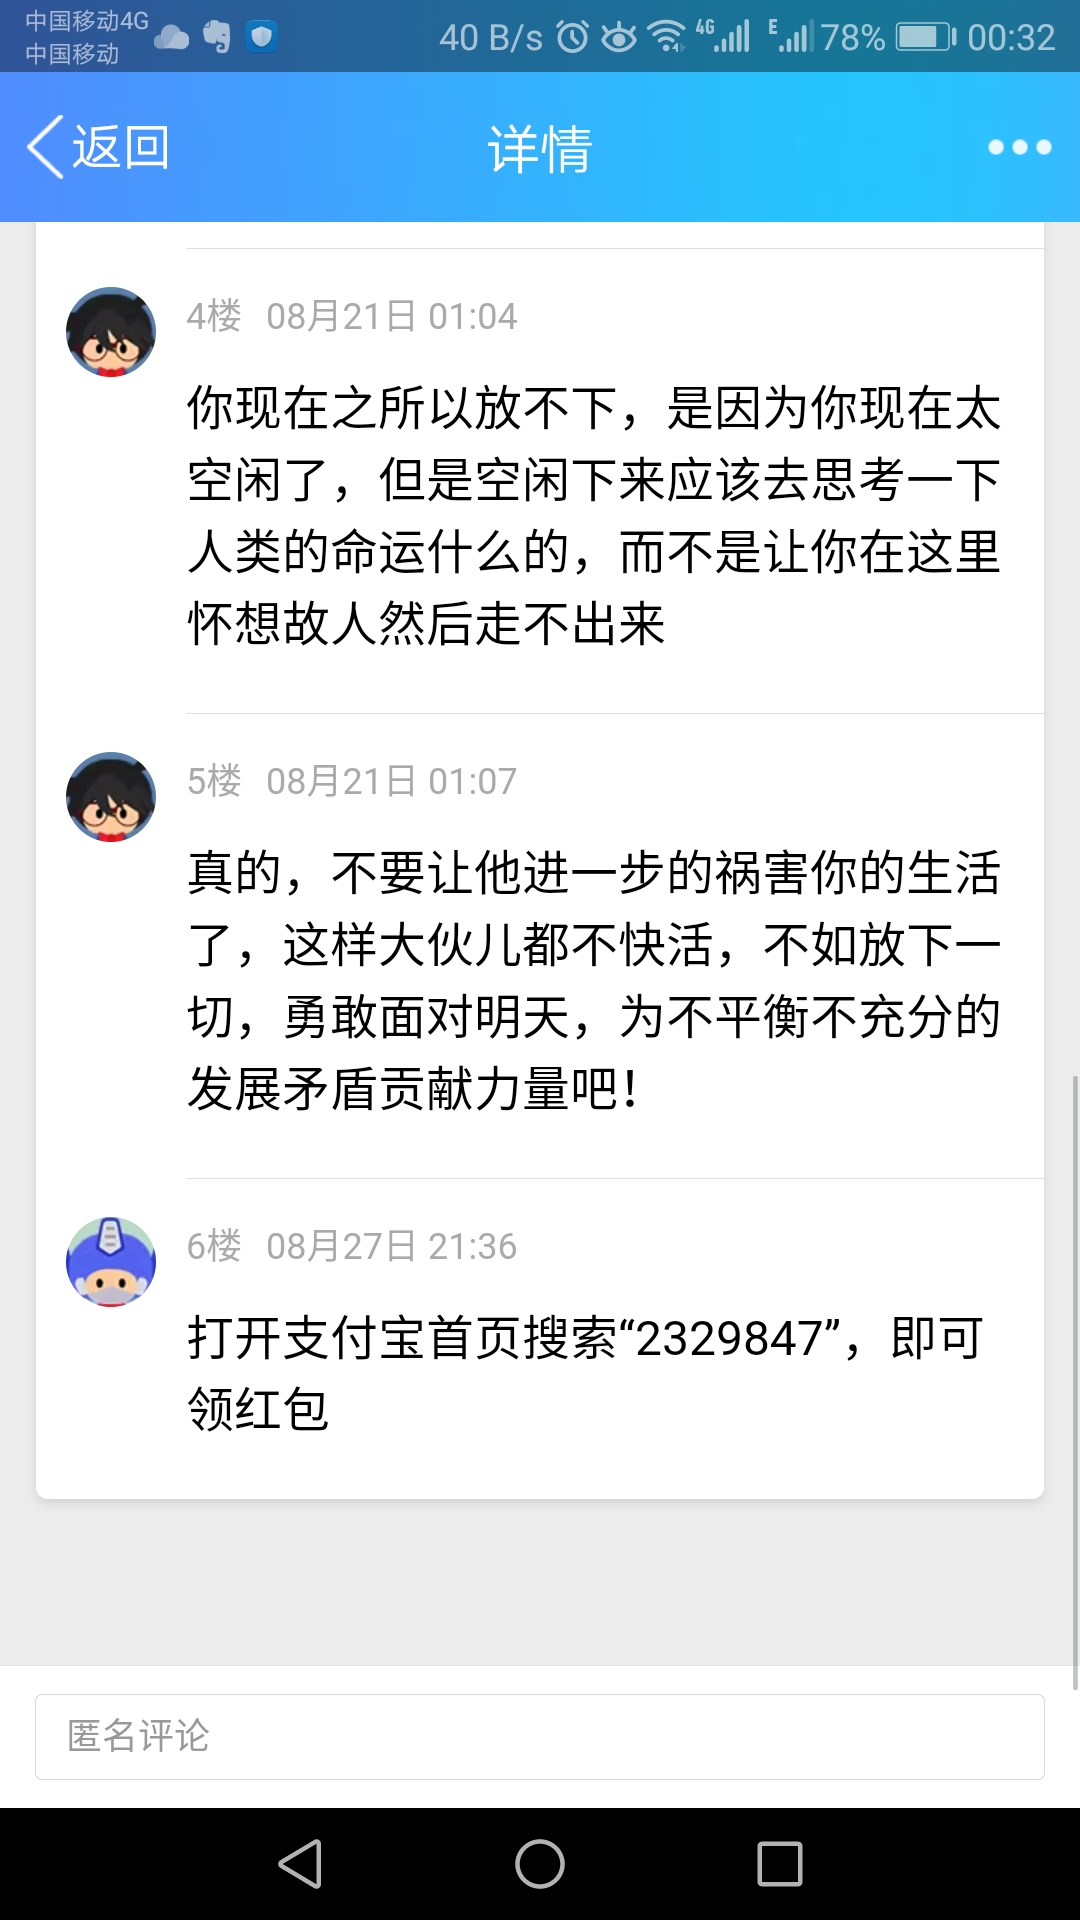 中国移动4G
中国移动
40 B/s 4G E 78% 00:32
返回 详情
4楼 08月21日 01:04
你现在之所以放不下，是因为你现在太
空闲了，但是空闲下来应该去思考一下
人类的命运什么的，而不是让你在这里
怀想故人然后走不出来
5楼 08月21日 01:07
真的，不要让他进一步的祸害你的生活
了，这样大伙儿都不快活，不如放下一
切，勇敢面对明天，为不平衡不充分的
发展矛盾贡献力量吧！
6楼 08月27日 21:36
打开支付宝首页搜索“2329847”，即可
领红包
匿名评论